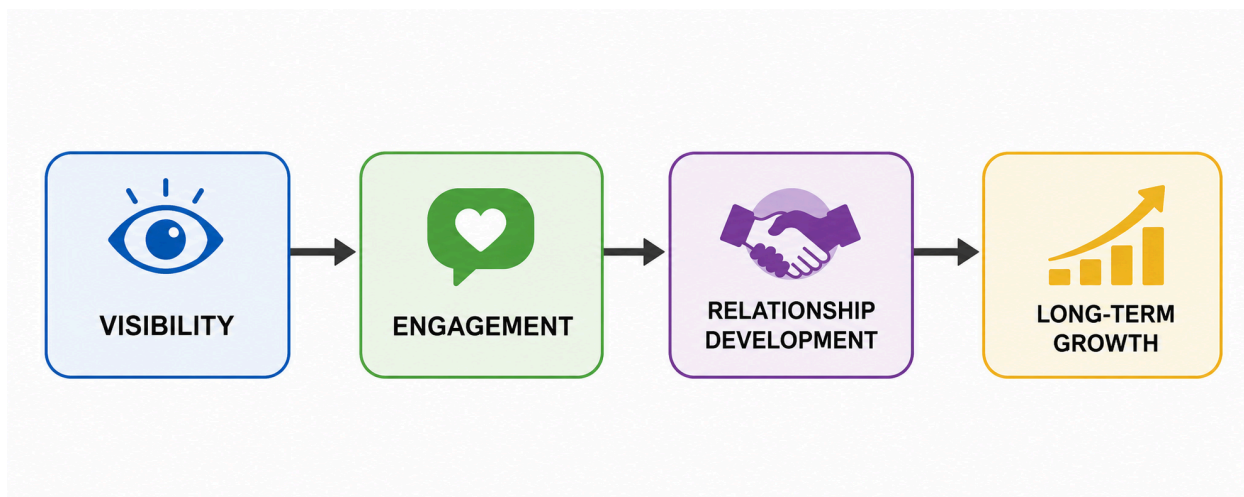 VISIBILITY
ENGAGEMENT
RELATIONSHIP
DEVELOPMENT
LONG-TERM
GROWTH